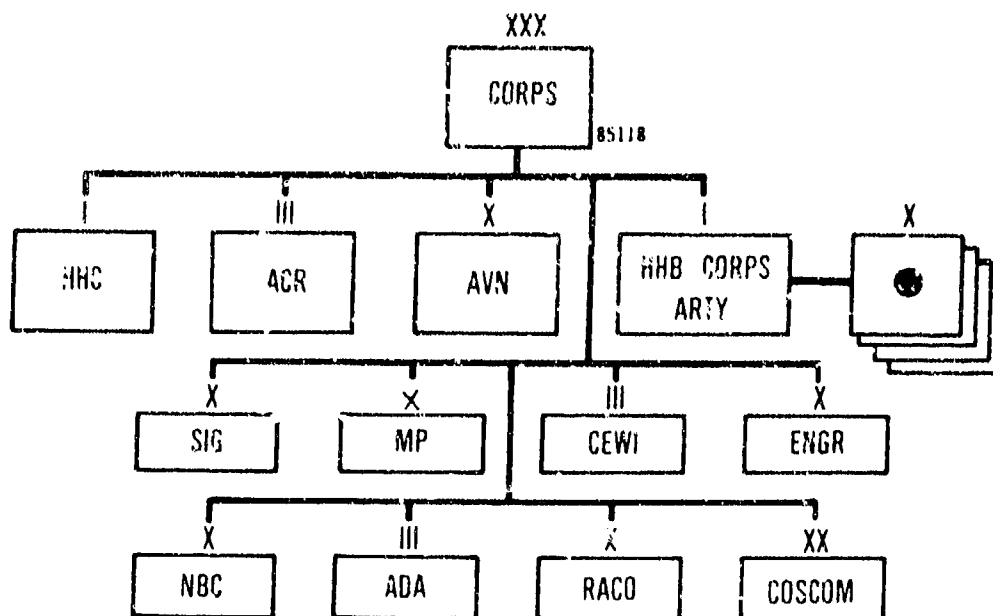 XXX
CORPS
85118
I III X I X
HHC ACR AVN HHB CORPS
ARTY
X X III X
SIG MP CEWI ENGR
X III X XX
NBC ADA RACO COSCOM